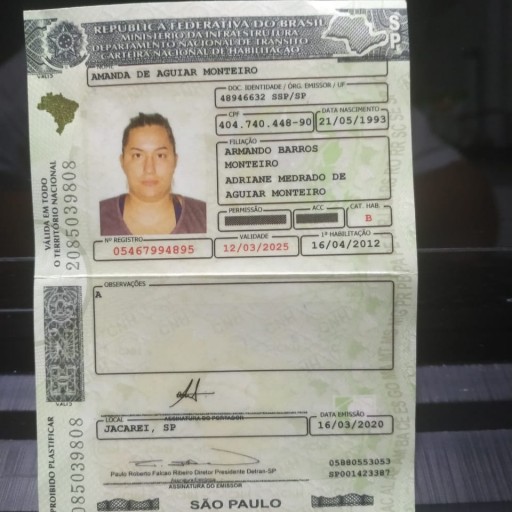 REPÚBLICA FEDERATIVA DO BRASIL
MINISTÉRIO DA INFRAESTRUTURA
DEPARTAMENTO NACIONAL DE TRÂNSITO
CARTEIRA NACIONAL DE HABILITAÇÃO
SP
NOME
AMANDA DE AGUIAR MONTEIRO
DOC. IDENTIDADE / ÓRG. EMISSOR / UF
48946632 SSP/SP
CPF
DATA NASCIMENTO
404.740.448-90
21/05/1993
FILIAÇÃO
ARMANDO BARROS
MONTEIRO
ADRIANE MEDRADO DE
AGUIAR MONTEIRO
PERMISSÃO
ACC
CAT. HAB.
B
Nº REGISTRO
VALIDADE
1ª HABILITAÇÃO
05467994895
12/03/2025
16/04/2012
VÁLIDA EM TODO
O TERRITÓRIO NACIONAL
2085039808
OBSERVAÇÕES
A
ASSINATURA DO PORTADOR
LOCAL
DATA EMISSÃO
JACAREI, SP
16/03/2020
Paulo Roberto Falcão Ribeiro Diretor Presidente Detran-SP
ASSINATURA DO EMISSOR
05880553053
SP001423387
PROIBIDO PLASTIFICAR
085039808
SÃO PAULO